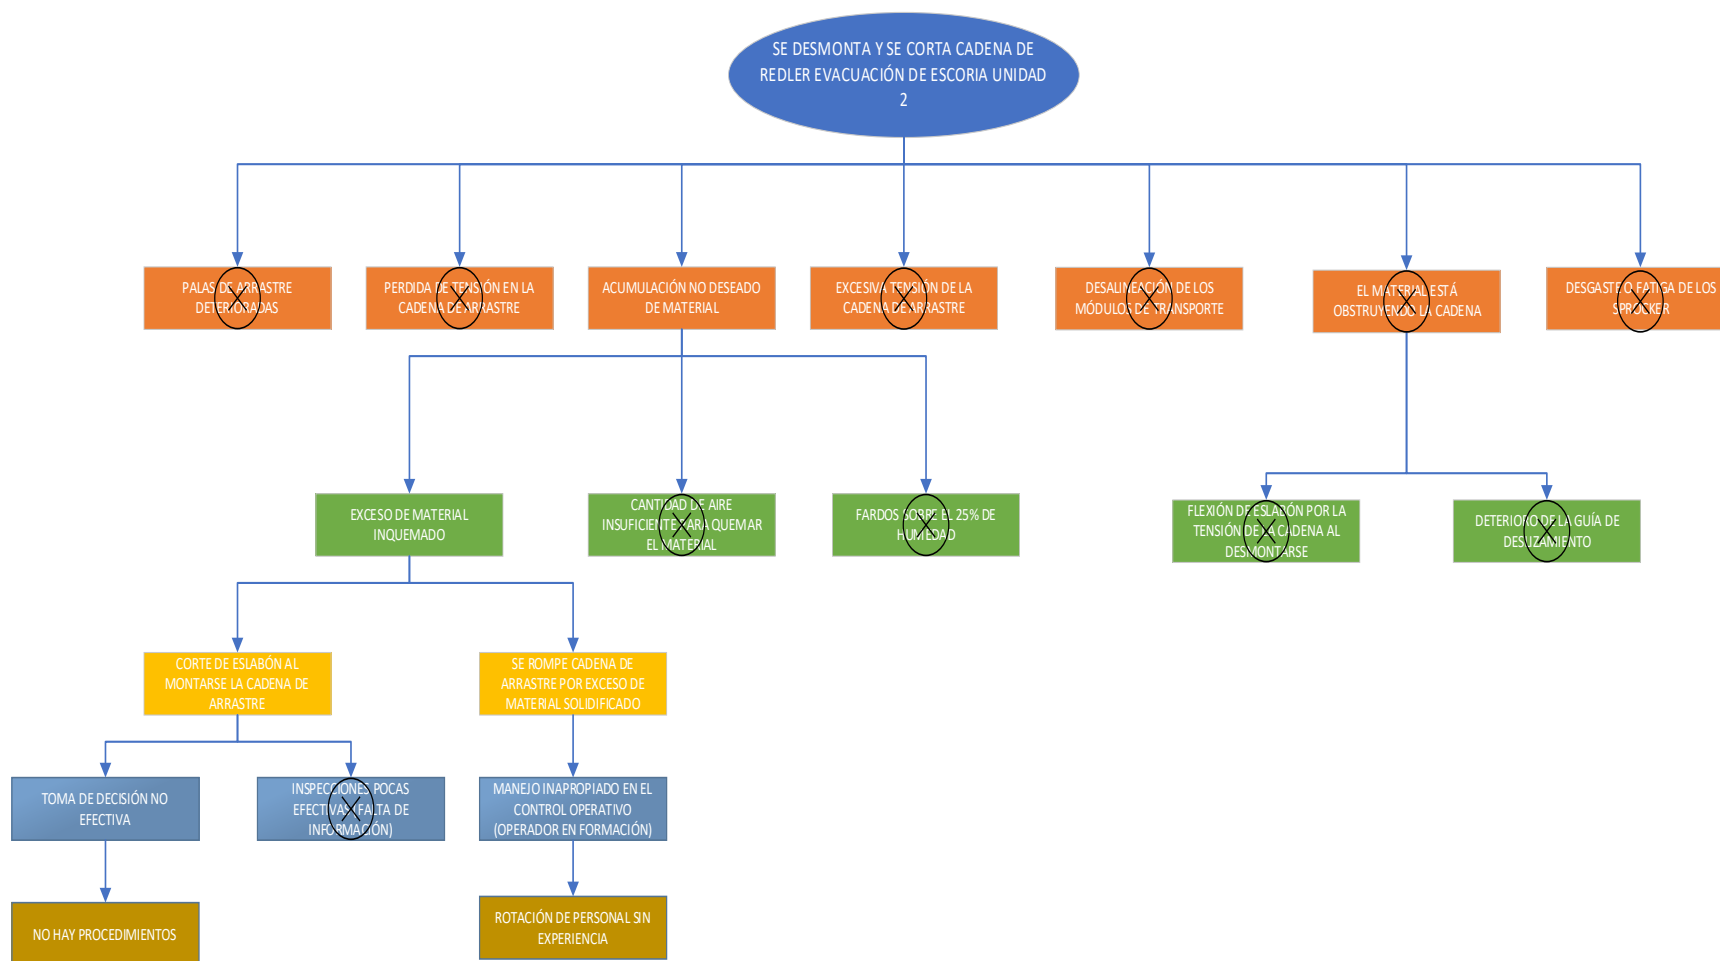 SE DESMONTA Y SE CORTA CADENA DE
REDLER EVACUACIÓN DE ESCORIA UNIDAD
2
PALAS DE ARRASTRE
DETERIORADAS
PERDIDA DE TENSIÓN EN LA
CADENA DE ARRASTRE
ACUMULACIÓN NO DESEADO
DE MATERIAL
EXCESIVA TENSIÓN DE LA
CADENA DE ARRASTRE
DESALINEACIÓN DE LOS
MÓDULOS DE TRANSPORTE
EL MATERIAL ESTÁ
OBSTRUYENDO LA CADENA
DESGASTE O FATIGA DE LOS
SPROCKER
EXCESO DE MATERIAL
INQUEMADO
CANTIDAD DE AIRE
INSUFICIENTE PARA QUEMAR
EL MATERIAL
FARDOS SOBRE EL 25% DE
HUMEDAD
FLEXIÓN DE ESLABÓN POR LA
TENSIÓN DE LA CADENA AL
DESMONTARSE
DETERIORO DE LA GUÍA DE
DESLIZAMIENTO
CORTE DE ESLABÓN AL
MONTARSE LA CADENA DE
ARRASTRE
SE ROMPE CADENA DE
ARRASTRE POR EXCESO DE
MATERIAL SOLIDIFICADO
TOMA DE DECISIÓN NO
EFECTIVA
INSPECCIONES POCAS
EFECTIVAS (FALTA DE
INFORMACIÓN)
MANEJO INAPROPIADO EN EL
CONTROL OPERATIVO
(OPERADOR EN FORMACIÓN)
NO HAY PROCEDIMIENTOS
ROTACIÓN DE PERSONAL SIN
EXPERIENCIA